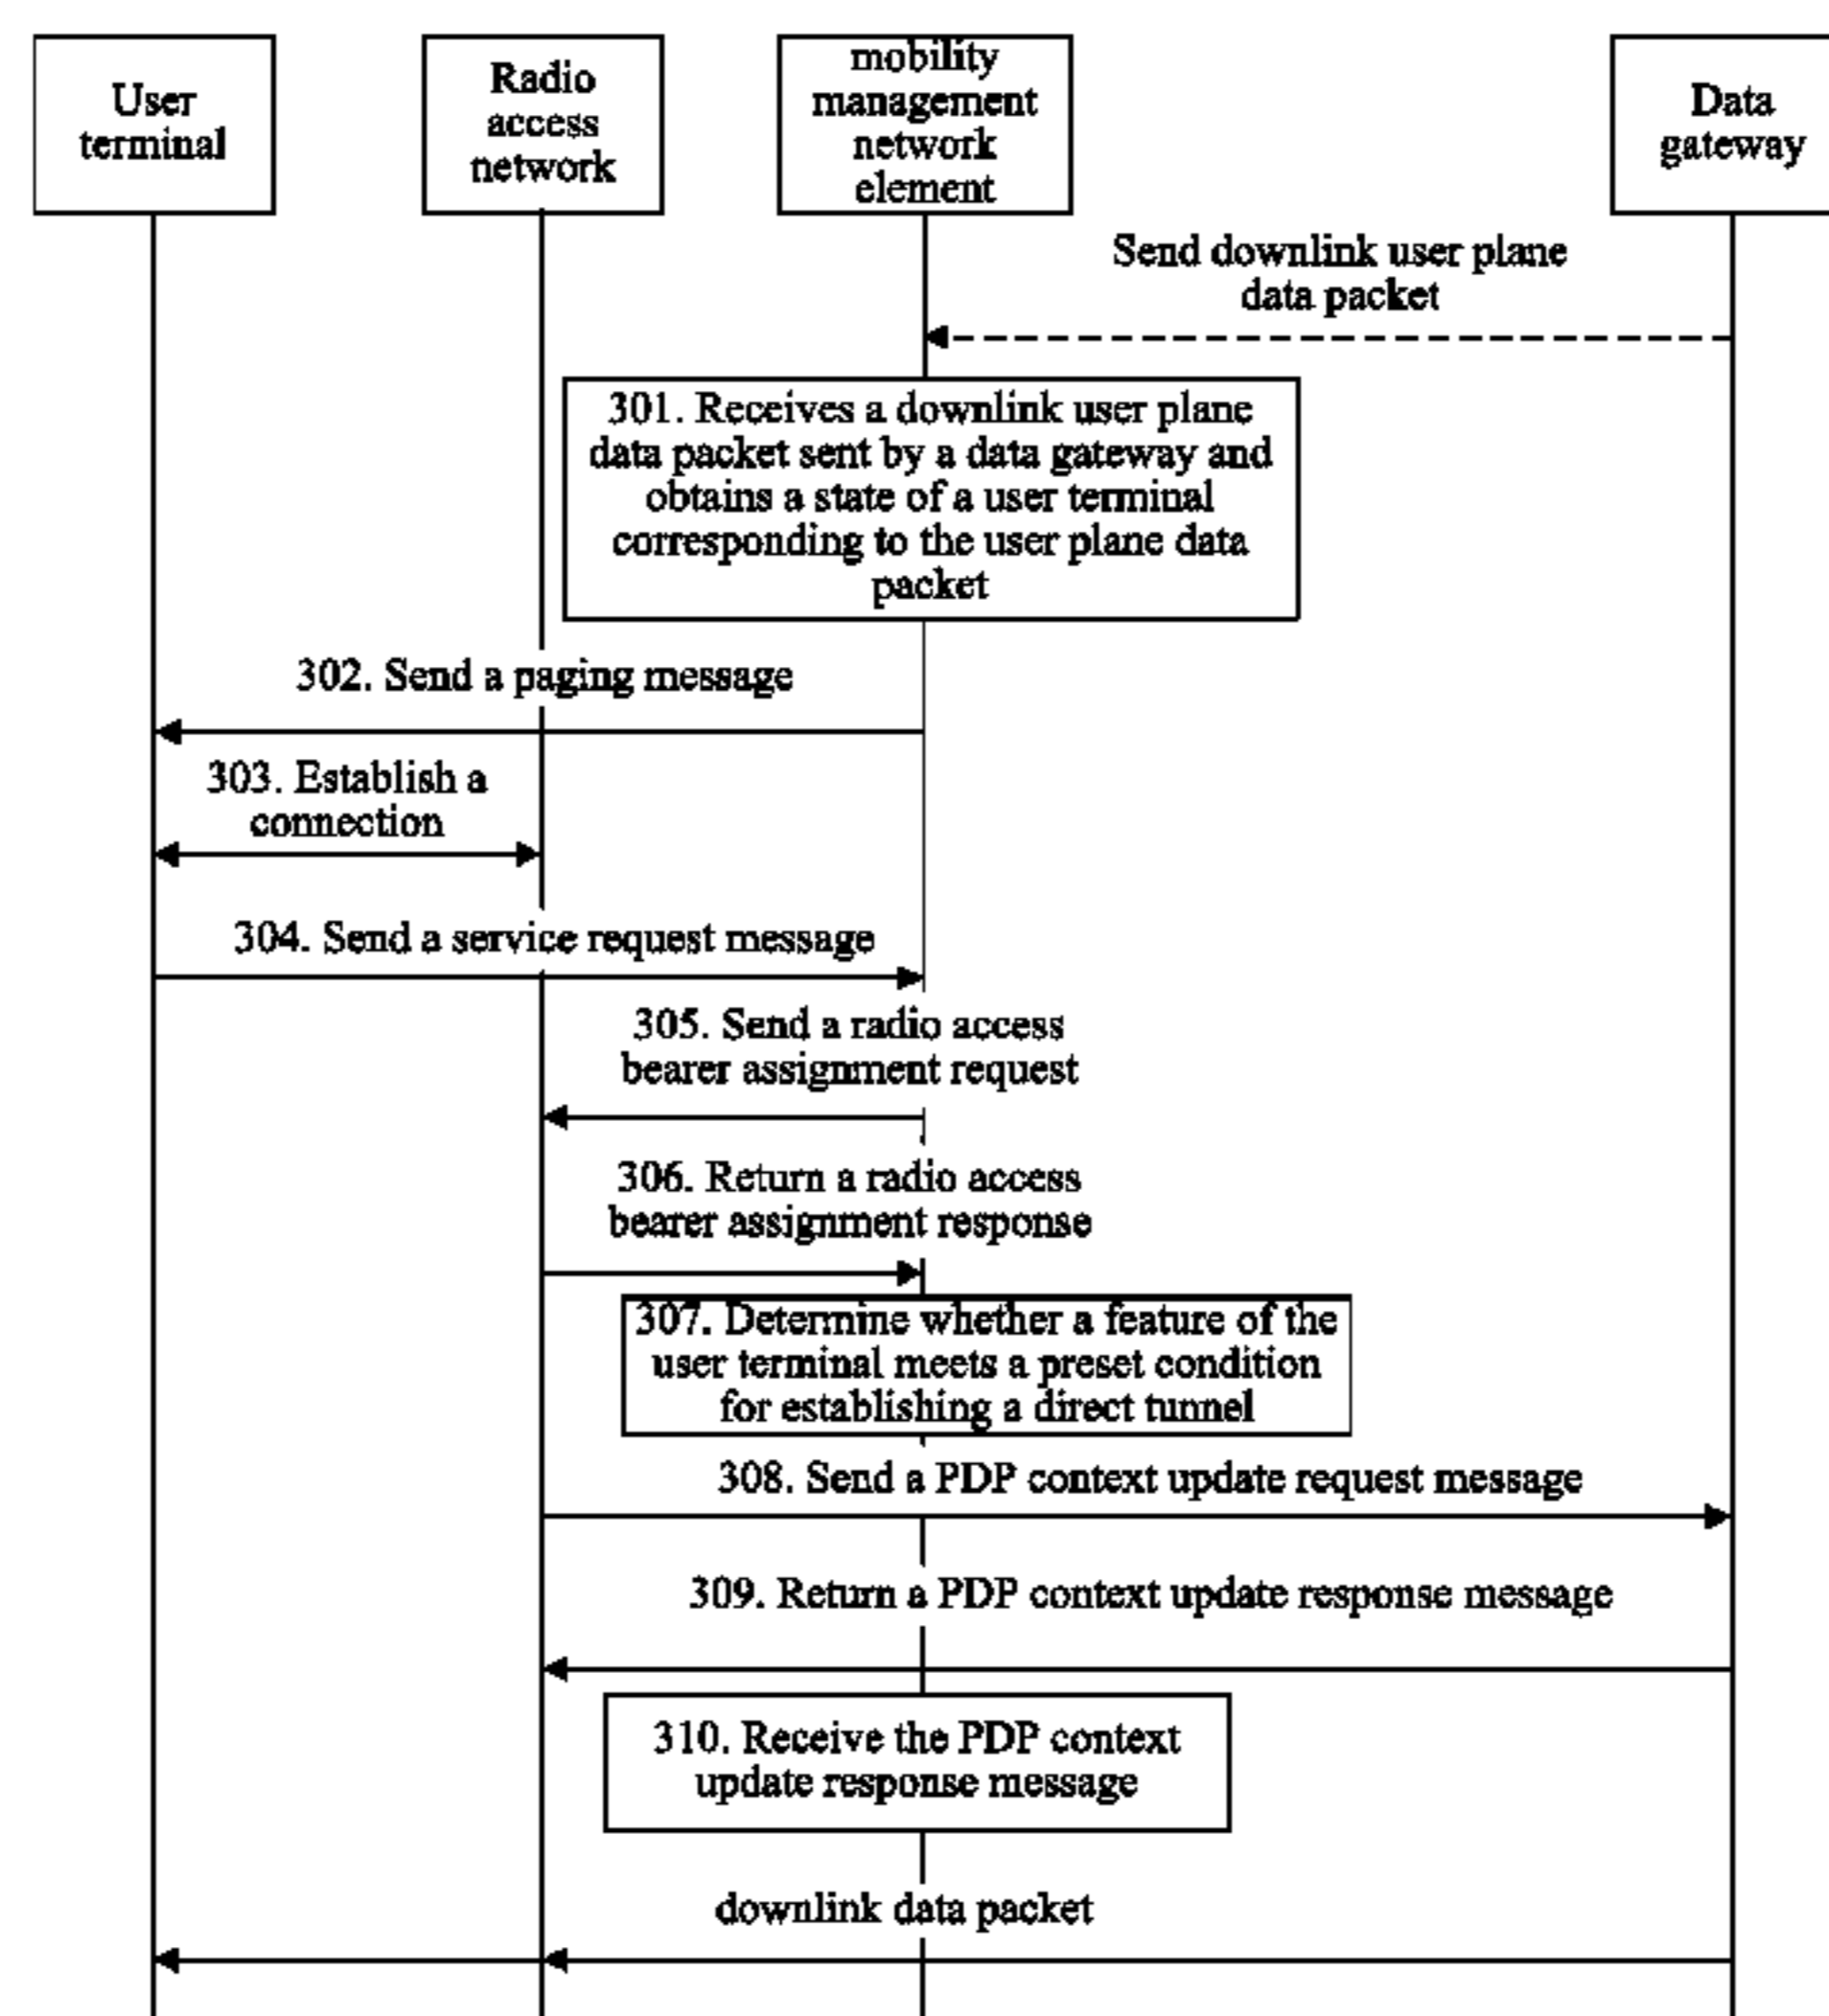 User
terminal
Radio
access
network
mobility
management
network
element
Data
gateway
Send downlink user plane
data packet
301. Receives a downlink user plane
data packet sent by a data gateway and
obtains a state of a user terminal
corresponding to the user plane data
packet
302. Send a paging message
303. Establish a
connection
304. Send a service request message
305. Send a radio access
bearer assignment request
306. Return a radio access
bearer assignment response
307. Determine whether a feature of the
user terminal meets a preset condition
for establishing a direct tunnel
308. Send a PDP context update request message
309. Return a PDP context update response message
310. Receive the PDP context
update response message
downlink data packet